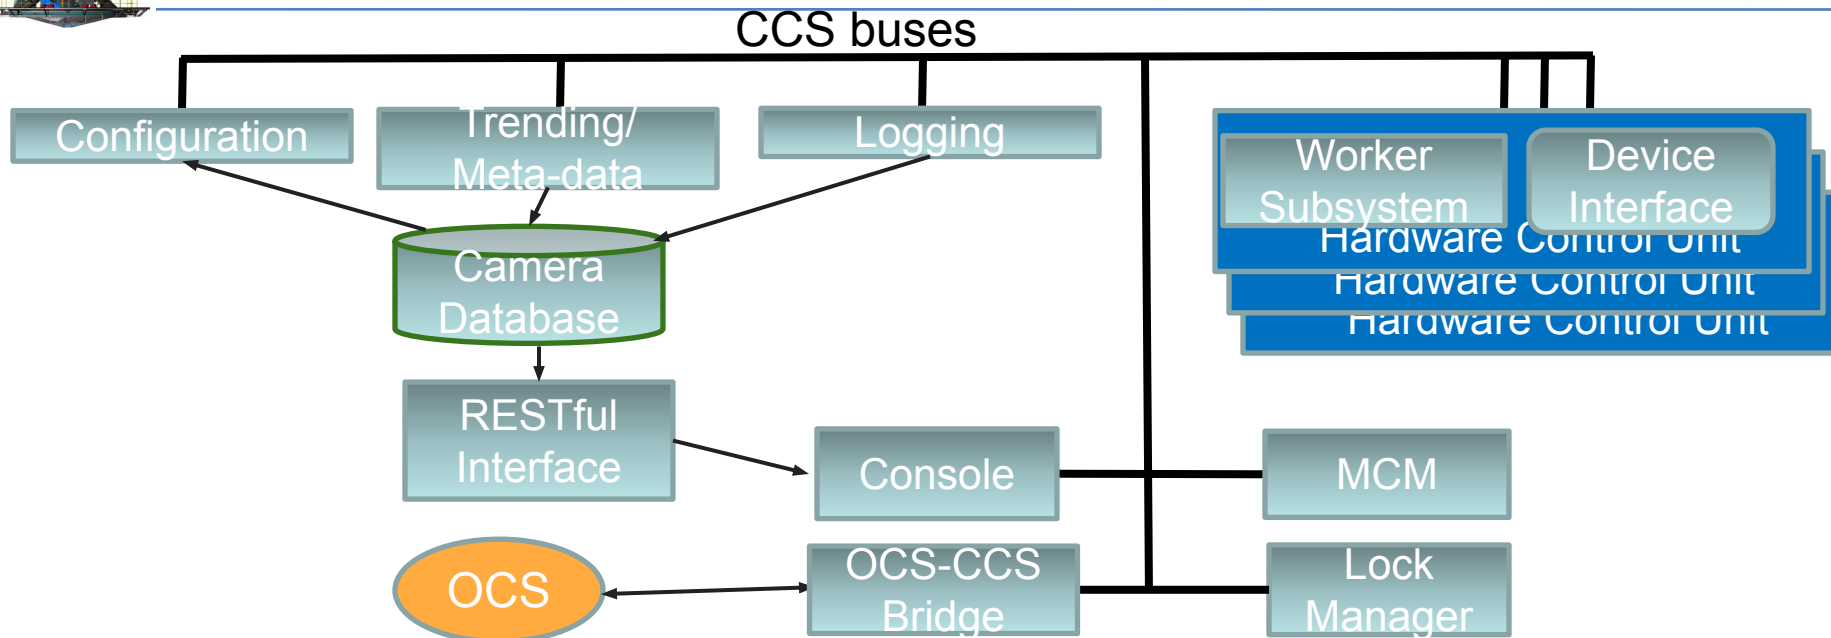 CCS buses
Configuration
Trending/
Meta-data
Logging
Worker
Subsystem
Device
Interface
Hardware Control Unit
Hardware Control Unit
Hardware Control Unit
Camera
Database
RESTful
Interface
Console
MCM
OCS
OCS-CCS
Bridge
Lock
Manager